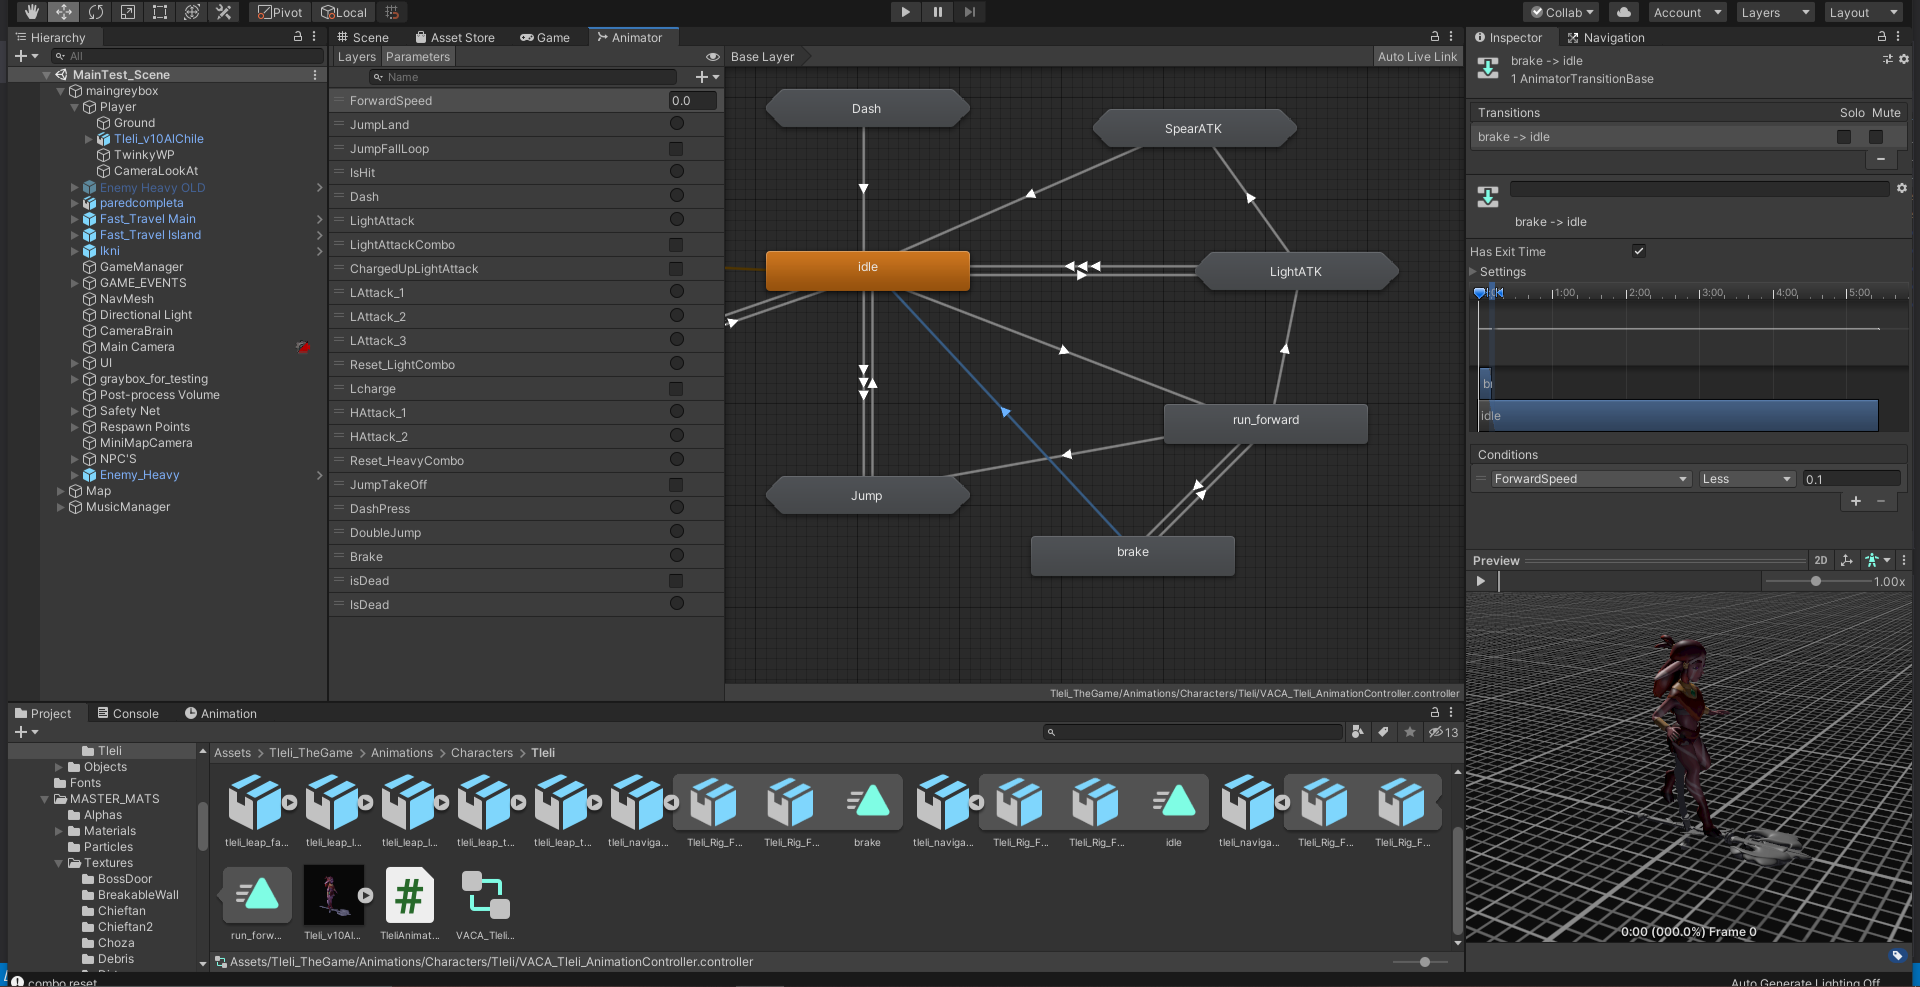 Pivot
Local
Collab
Account
Layers
Layout
Hierarchy
All
MainTest_Scene
maingreybox
Player
Ground
Tleli_v10AlChile
TwinkyWP
CameraLookAt
Enemy Heavy OLD
paredcompleta
Fast_Travel Main
Fast_Travel Island
Ikni
GameManager
GAME_EVENTS
NavMesh
Directional Light
CameraBrain
Main Camera
UI
graybox_for_testing
Post-process Volume
Safety Net
Respawn Points
MiniMapCamera
NPC'S
Enemy_Heavy
Map
MusicManager
Scene
Asset Store
Game
Animator
Layers
Parameters
Base Layer
Auto Live Link
Name
ForwardSpeed
0.0
JumpLand
JumpFallLoop
IsHit
Dash
LightAttack
LightAttackCombo
ChargedUpLightAttack
LAttack_1
LAttack_2
LAttack_3
Reset_LightCombo
Lcharge
HAttack_1
HAttack_2
Reset_HeavyCombo
JumpTakeOff
DashPress
DoubleJump
Brake
isDead
IsDead
Dash
SpearATK
idle
LightATK
run_forward
Jump
brake
Tleli_TheGame/Animations/Characters/Tleli/VACA_Tleli_AnimationController.controller
Inspector
Navigation
brake -> idle
1 AnimatorTransitionBase
Transitions
Solo
Mute
brake -> idle
brake -> idle
Has Exit Time
Settings
1:00
2:00
3:00
4:00
5:00
idle
Conditions
ForwardSpeed
Less
0.1
Preview
2D
1.00x
0:00 (000.0%) Frame 0
Project
Console
Animation
13
Tleli
Objects
Fonts
MASTER_MATS
Alphas
Materials
Particles
Textures
BossDoor
BreakableWall
Chieftan
Chieftan2
Choza
Debris
Assets > Tleli_TheGame > Animations > Characters > Tleli
tleli_leap_fa...
tleli_leap_l...
tleli_leap_l...
tleli_leap_t...
tleli_leap_t...
tleli_naviga...
Tleli_Rig_F...
Tleli_Rig_F...
brake
tleli_naviga...
Tleli_Rig_F...
Tleli_Rig_F...
idle
tleli_naviga...
Tleli_Rig_F...
Tleli_Rig_F...
run_forw...
Tleli_v10Al...
TleliAnimat...
VACA_Tleli...
Assets/Tleli_TheGame/Animations/Characters/Tleli/VACA_Tleli_AnimationController.controller
combo reset
Auto Generate Lighting Off